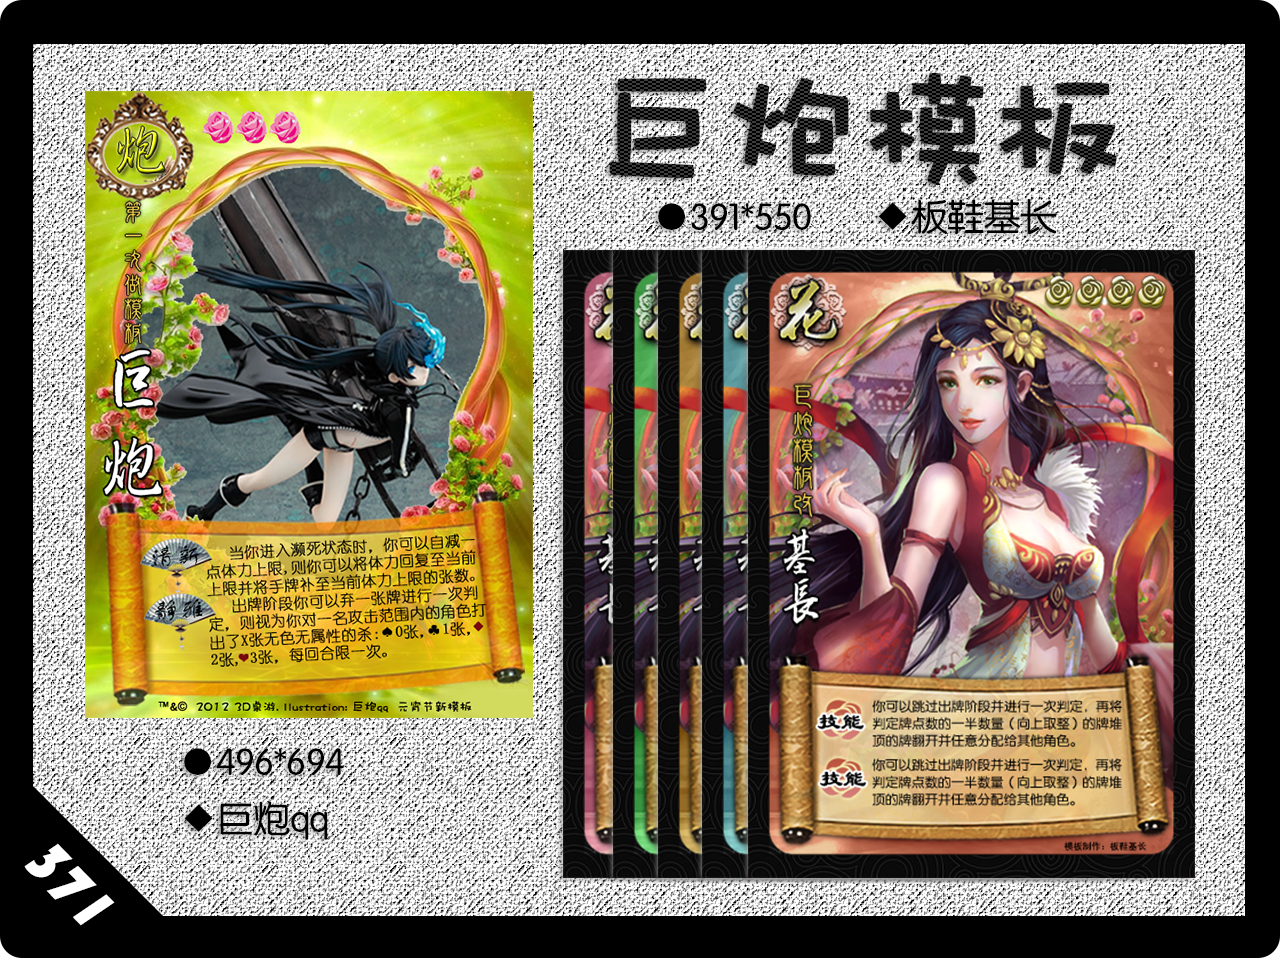 巨炮模板
●391*550 ◆板鞋基长
炮
第一次做模板
巨炮
清新
静雅
当你进入濒死状态时，你可以自减一
点体力上限，则你可以将体力回复至当前
上限并将手牌补至当前体力上限的张数。
出牌阶段你可以弃一张牌进行一次判
定，则视为你对一名攻击范围内的角色打
出了X张无色无属性的杀：♠0张，♣1张，♦
2张，♥3张，每回合限一次。
™&© 2012 3D桌游. Illustration: 巨炮qq 元宵节新模板
●496*694
◆巨炮qq
花
巨炮模板改
基長
技能
你可以跳过出牌阶段并进行一次判定，再将
判定牌点数的一半数量（向上取整）的牌堆
顶的牌翻开并任意分配给其他角色。
技能
你可以跳过出牌阶段并进行一次判定，再将
判定牌点数的一半数量（向上取整）的牌堆
顶的牌翻开并任意分配给其他角色。
模板制作：板鞋基长
371